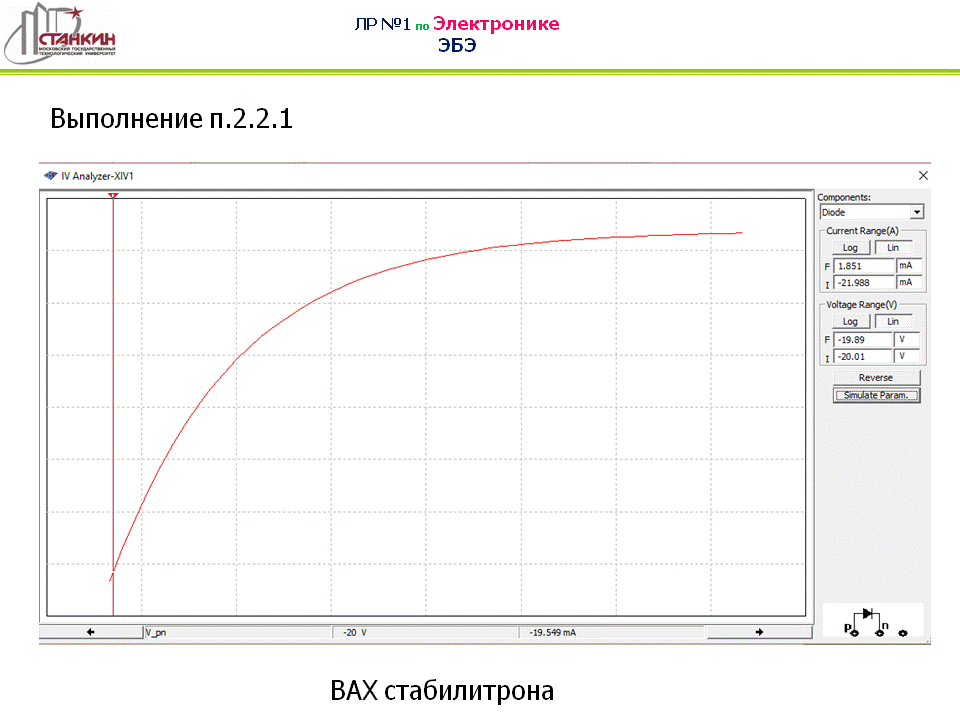 СТАНКИН
МОСКОВСКИЙ ГОСУДАРСТВЕННЫЙ
ТЕХНОЛОГИЧЕСКИЙ УНИВЕРСИТЕТ
ЛР №1 по Электронике
ЭБЭ
Выполнение п.2.2.1
IV Analyzer-XIV1
Components:
Diode
Current Range(A)
Log Lin
F 1.851 mA
I -21.988 mA
Voltage Range(V)
Log Lin
F -19.89 V
I -20.01 V
Reverse
Simulate Param.
p n
V_pn -20 V -19.549 mA
ВАХ стабилитрона